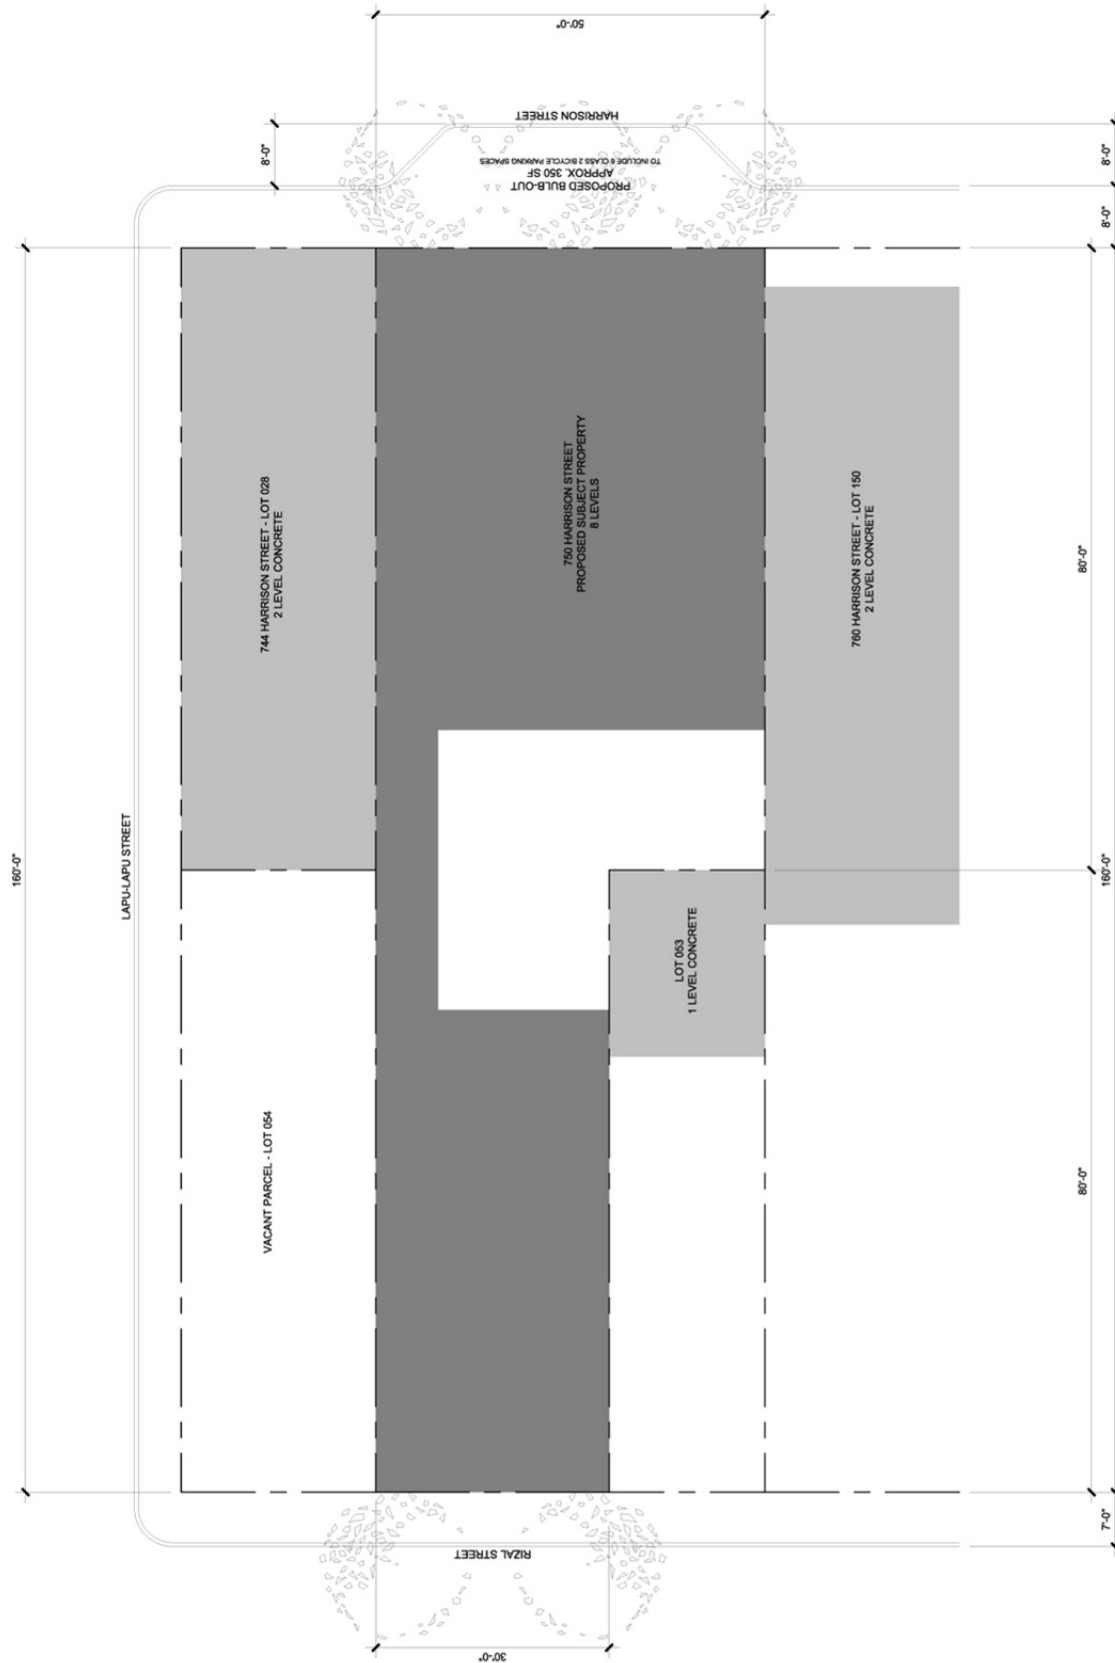 50'-0"
HARRISON STREET
8'-0"
PROPOSED BULB-OUT
APPROX. 350 SF
TO INCLUDE 6 CLASS 2 BICYCLE PARKING SPACES
8'-0"
8'-0"
744 HARRISON STREET - LOT 028
2 LEVEL CONCRETE
750 HARRISON STREET
PROPOSED SUBJECT PROPERTY
8 LEVELS
760 HARRISON STREET - LOT 150
2 LEVEL CONCRETE
80'-0"
160'-0"
LAPU-LAPU STREET
160'-0"
LOT 053
1 LEVEL CONCRETE
VACANT PARCEL - LOT 054
80'-0"
7'-0"
RIZAL STREET
30'-0"